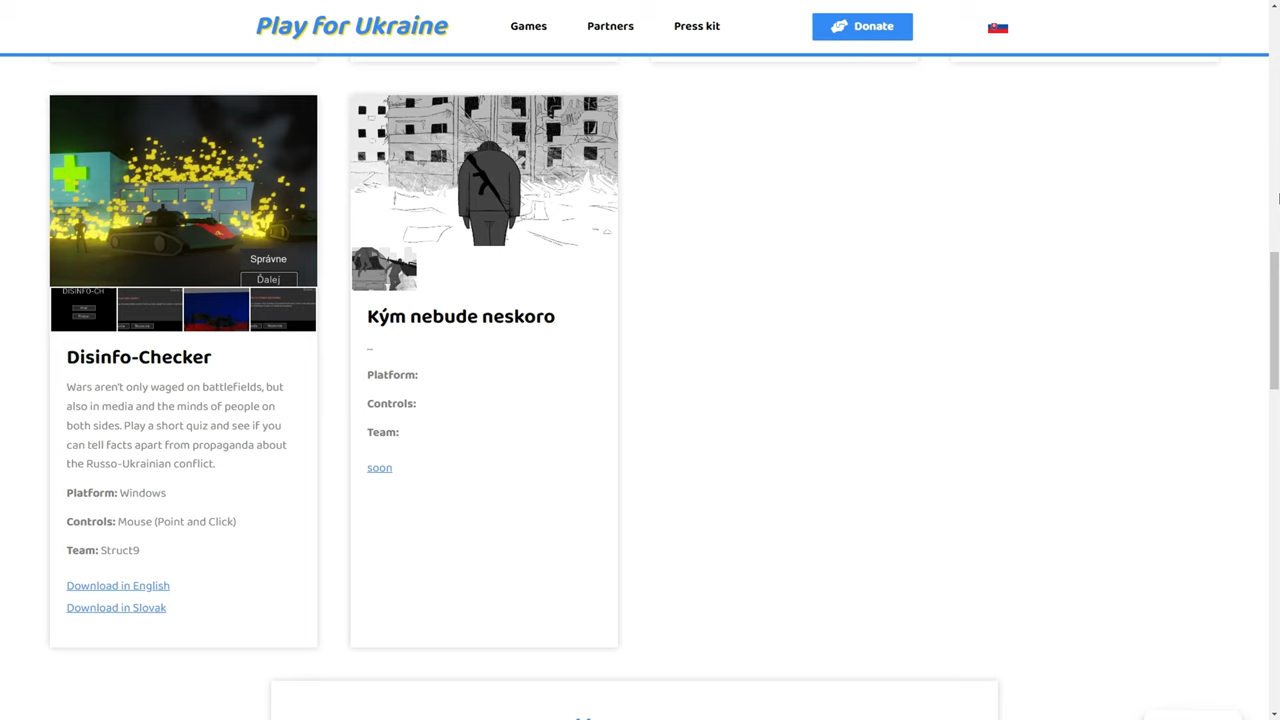 Play for Ukraine
Games
Partners
Press kit
Donate
Správne
Ďalej
DISINFO-CH
Disinfo-Checker
Wars aren't only waged on battlefields, but
also in media and the minds of people on
both sides. Play a short quiz and see if you
can tell facts apart from propaganda about
the Russo-Ukrainian conflict.
Platform: Windows
Controls: Mouse (Point and Click)
Team: Struct9
Download in English
Download in Slovak
Kým nebude neskoro
...
Platform:
Controls:
Team:
soon